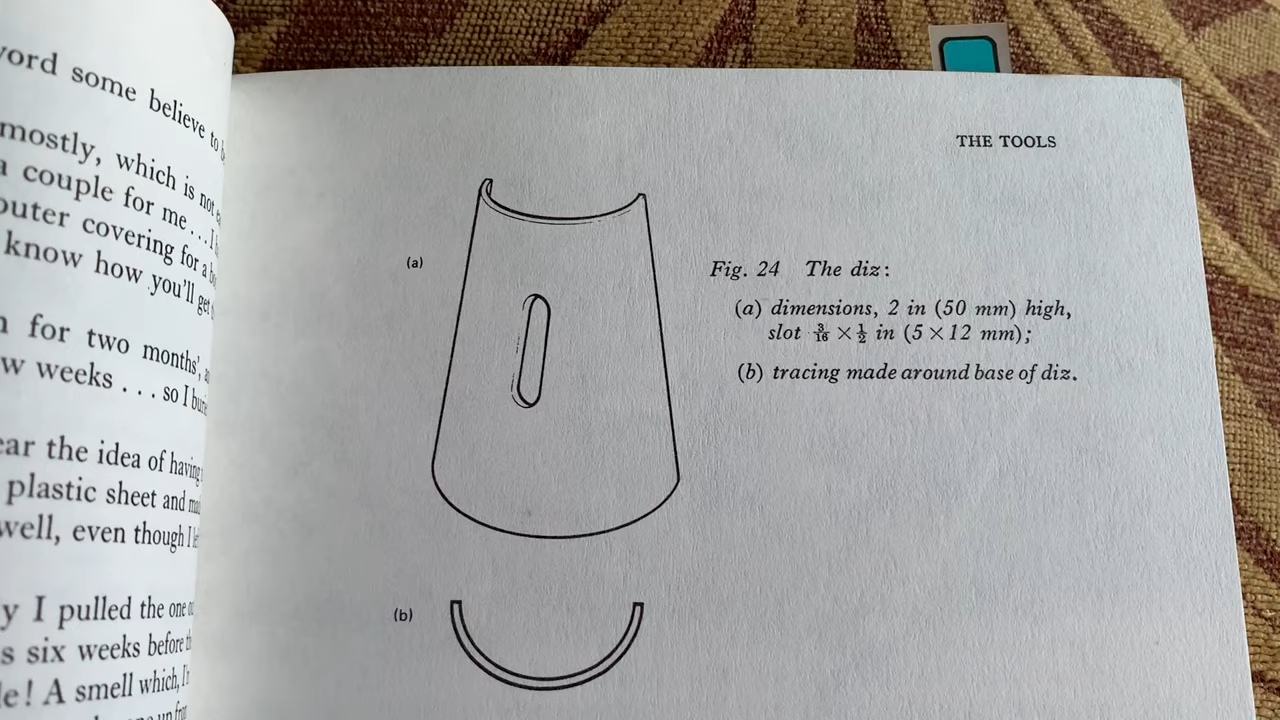 word some believe to
mostly, which is not
a couple for me . . . I
outer covering for a
know how you'll get
for two months',
w weeks . . . so I
ear the idea of having
plastic sheet and
well, even though I
y I pulled the one
s six weeks before
le! A smell which,
up from
THE TOOLS
(a)
Fig. 24 The diz:
(a) dimensions, 2 in (50 mm) high,
slot 3/16 × 1/2 in (5 × 12 mm);
(b) tracing made around base of diz.
(b)